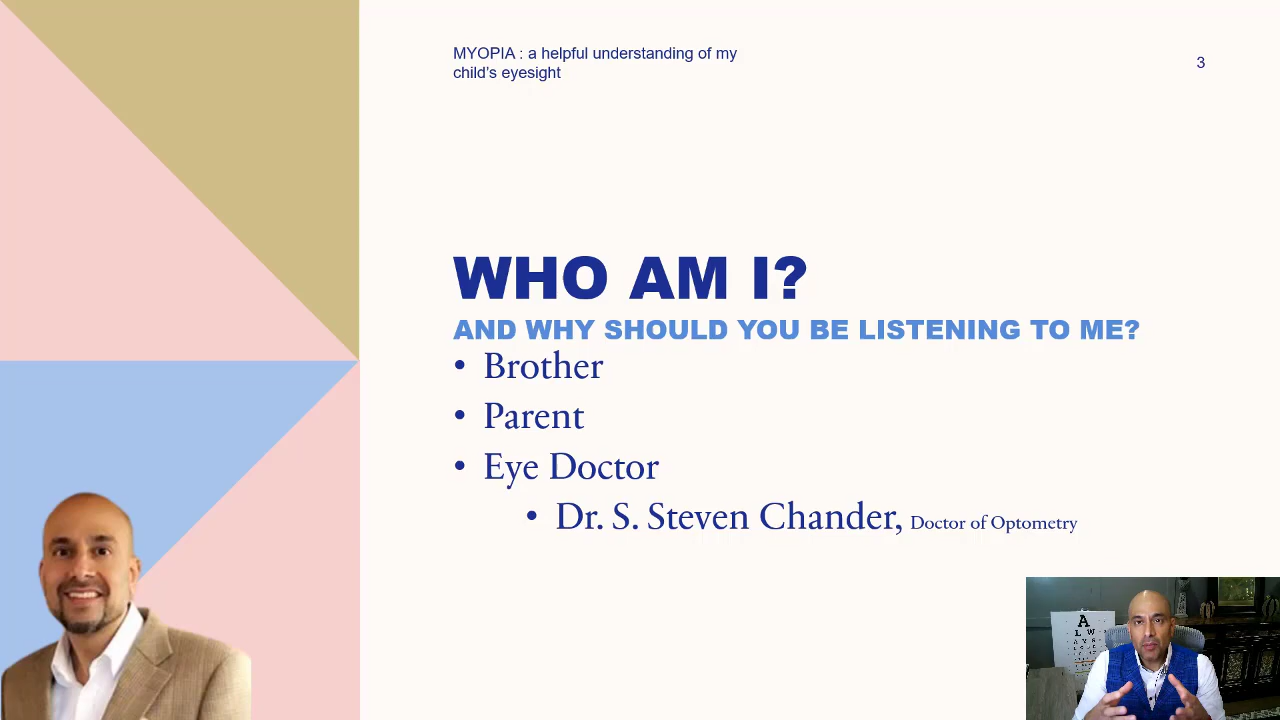 MYOPIA : a helpful understanding of my
child's eyesight
3
WHO AM I?
AND WHY SHOULD YOU BE LISTENING TO ME?
• Brother
• Parent
• Eye Doctor
• Dr. S. Steven Chander, Doctor of Optometry
A
L W